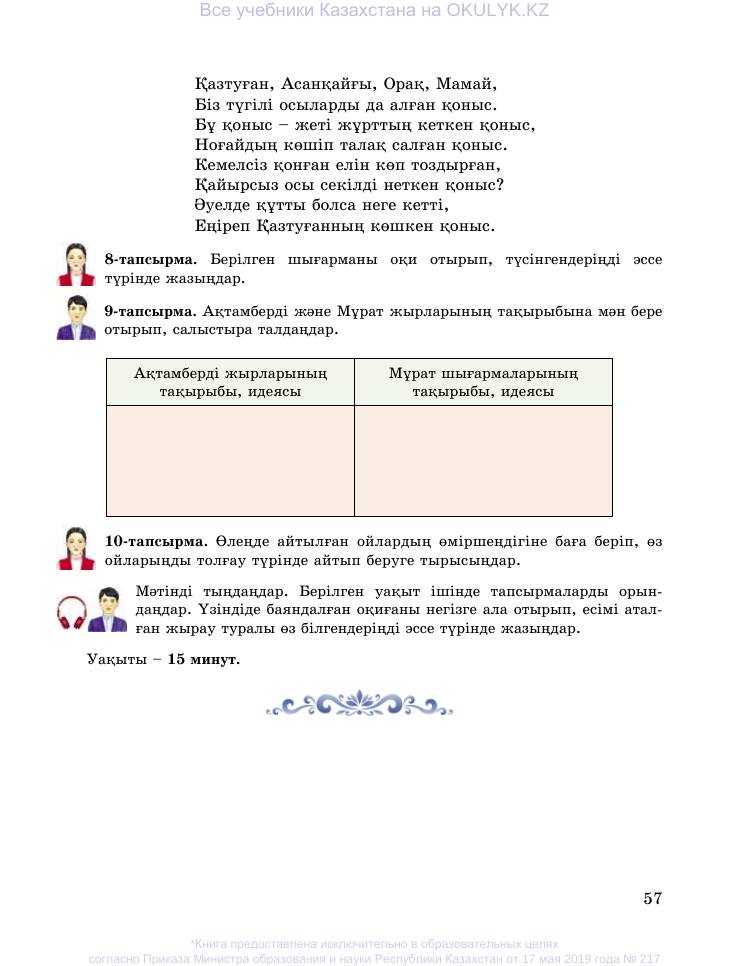 Все учебники Казахстана на OKULYK.KZ
Қазтуған, Асанқайғы, Орақ, Мамай,
Біз түгілі осыларды да алған қоныс.
Бұ қоныс – жеті жұрттың кеткен қоныс,
Ноғайдың көшіп талақ салған қоныс.
Кемелсіз қонған елін көп тоздырған,
Қайырсыз осы секілді неткен қоныс?
Әуелде құтты болса неге кетті,
Еңіреп Қазтуғанның көшкен қоныс.
8-тапсырма. Берілген шығарманы оқи отырып, түсінгендеріңді эссе
түрінде жазыңдар.
9-тапсырма. Ақтамберді және Мұрат жырларының тақырыбына мән бере
отырып, салыстыра талдаңдар.
Ақтамберді жырларының
тақырыбы, идеясы
Мұрат шығармаларының
тақырыбы, идеясы
10-тапсырма. Өлеңде айтылған ойлардың өміршеңдігіне баға беріп, өз
ойларыңды толғау түрінде айтып беруге тырысыңдар.
Мәтінді тыңдаңдар. Берілген уақыт ішінде тапсырмаларды орын-
даңдар. Үзіндіде баяндалған оқиғаны негізге ала отырып, есімі атал-
ған жырау туралы өз білгендеріңді эссе түрінде жазыңдар.
Уақыты – 15 минут.
57
*Книга предоставлена исключительно в образовательных целях
согласно Приказа Министра образования и науки Республики Казахстан от 17 мая 2019 года № 217